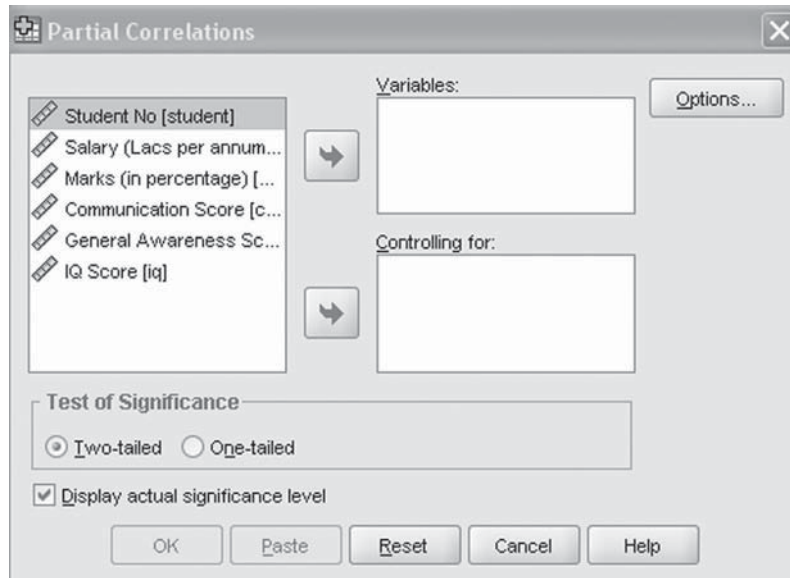 Partial Correlations
Student No [student]
Salary (Lacs per annum...
Marks (in percentage) [...
Communication Score [c...
General Awareness Sc...
IQ Score [iq]
Variables:
Options...
Controlling for:
Test of Significance
Two-tailed One-tailed
Display actual significance level
OK Paste Reset Cancel Help